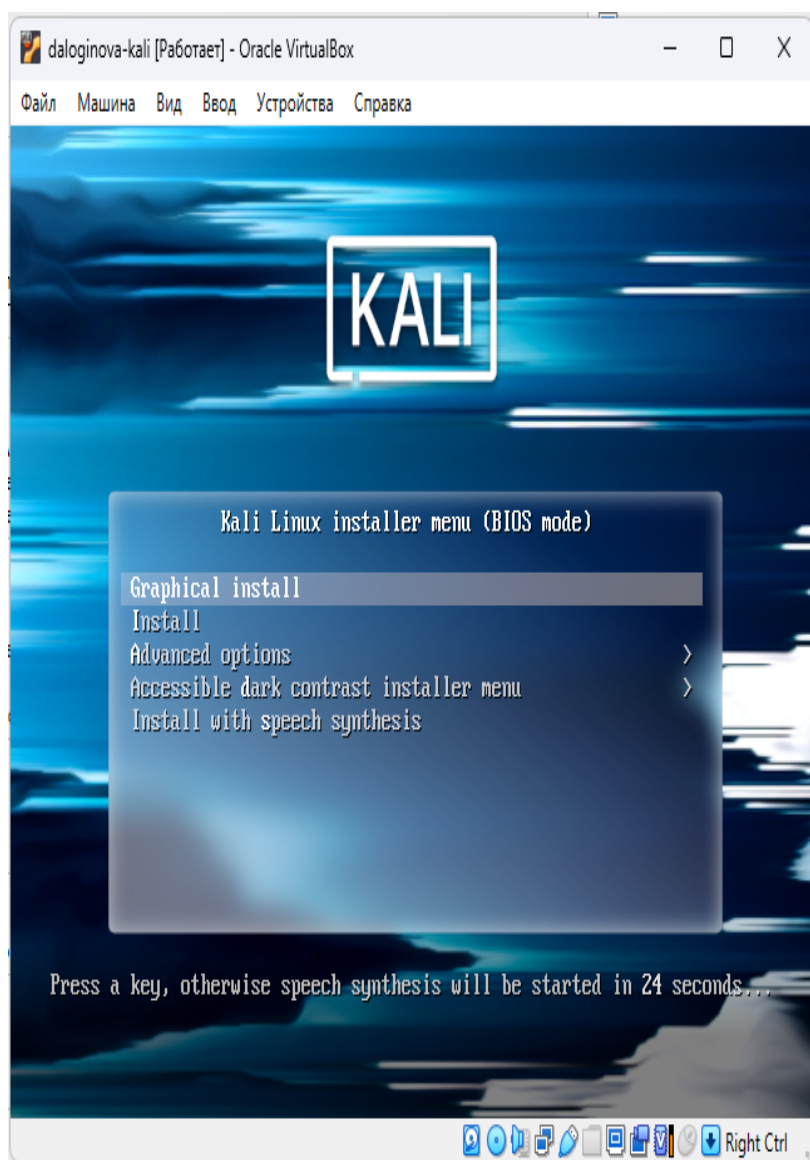 daloginova-kali [Работает] - Oracle VirtualBox
Файл Машина Вид Ввод Устройства Справка
KALI
Kali Linux installer menu (BIOS mode)
Graphical install
Install
Advanced options >
Accessible dark contrast installer menu >
Install with speech synthesis
Press a key, otherwise speech synthesis will be started in 24 seconds...
Right Ctrl